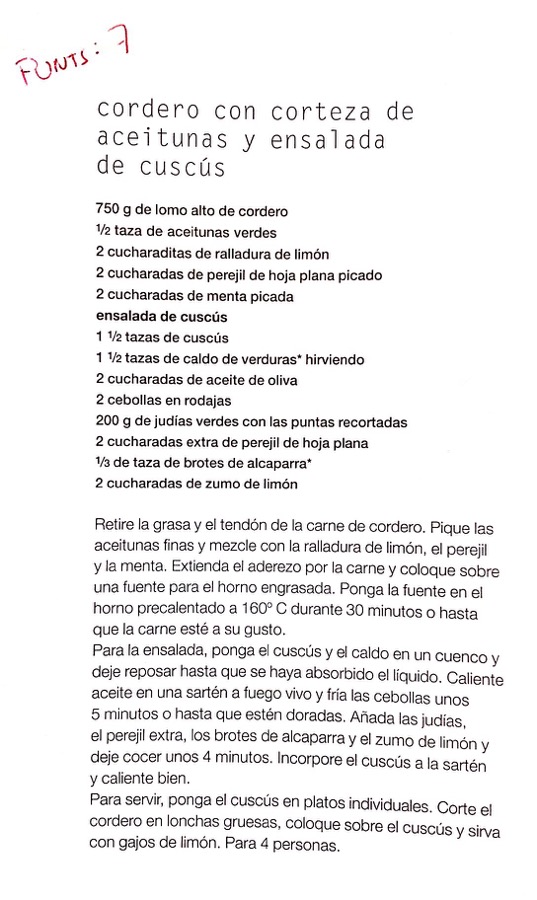 FONTS: 7
cordero con corteza de
aceitunas y ensalada
de cuscús
750 g de lomo alto de cordero
½ taza de aceitunas verdes
2 cucharaditas de ralladura de limón
2 cucharadas de perejil de hoja plana picado
2 cucharadas de menta picada
ensalada de cuscús
1 ½ tazas de cuscús
1 ½ tazas de caldo de verduras* hirviendo
2 cucharadas de aceite de oliva
2 cebollas en rodajas
200 g de judías verdes con las puntas recortadas
2 cucharadas extra de perejil de hoja plana
⅓ de taza de brotes de alcaparra*
2 cucharadas de zumo de limón
Retire la grasa y el tendón de la carne de cordero. Pique las
aceitunas finas y mezcle con la ralladura de limón, el perejil
y la menta. Extienda el aderezo por la carne y coloque sobre
una fuente para el horno engrasada. Ponga la fuente en el
horno precalentado a 160º C durante 30 minutos o hasta
que la carne esté a su gusto.
Para la ensalada, ponga el cuscús y el caldo en un cuenco y
deje reposar hasta que se haya absorbido el líquido. Caliente
aceite en una sartén a fuego vivo y fría las cebollas unos
5 minutos o hasta que estén doradas. Añada las judías,
el perejil extra, los brotes de alcaparra y el zumo de limón y
deje cocer unos 4 minutos. Incorpore el cuscús a la sartén
y caliente bien.
Para servir, ponga el cuscús en platos individuales. Corte el
cordero en lonchas gruesas, coloque sobre el cuscús y sirva
con gajos de limón. Para 4 personas.